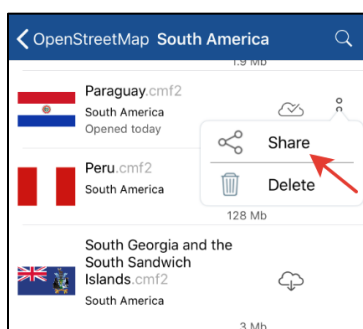 OpenStreetMap South America
1.9 Mb
Paraguay.cmf2
South America
Opened today
Share
Peru.cmf2
South America
Delete
128 Mb
South Georgia and the
South Sandwich
Islands.cmf2
South America
3 Mb